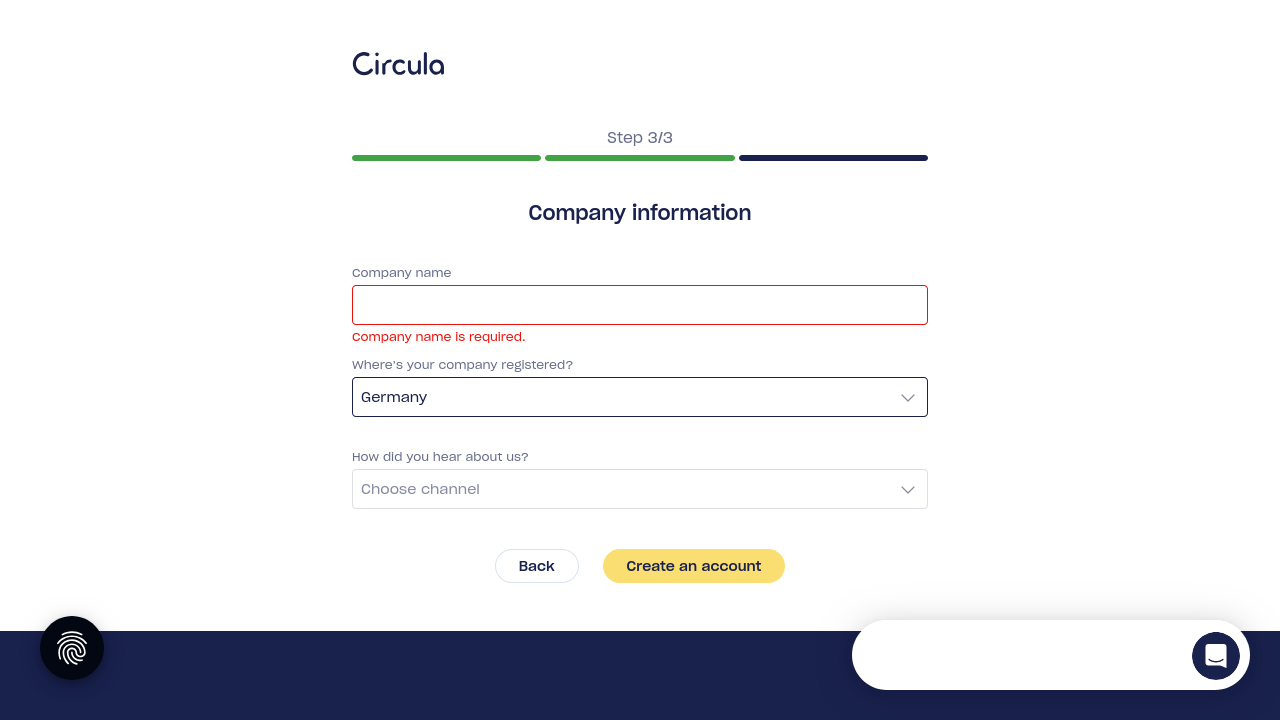 Circula
Step 3/3
Company information
Company name
Company name is required.
Where's your company registered?
Germany
How did you hear about us?
Choose channel
Back
Create an account